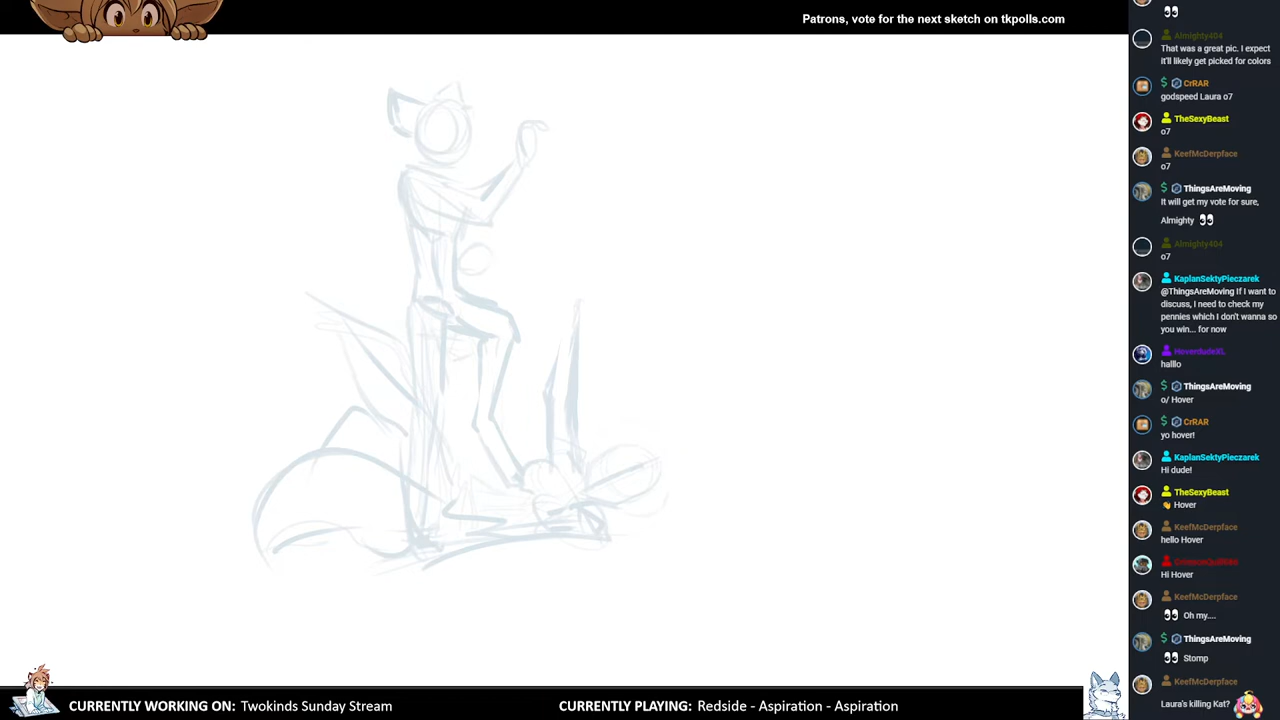 Patrons, vote for the next sketch on tkpolls.com
Almighty404
That was a great pic. I expect
it'll likely get picked for colors
CrRAR
godspeed Laura o7
TheSexyBeast
o7
KeefMcDerpface
o7
ThingsAreMoving
It will get my vote for sure,
Almighty
Almighty404
o7
KaplanSektyPieczarek
@ThingsAreMoving If I want to
discuss, I need to check my
pennies which I don't wanna so
you win... for now
HoverdudeXL
halllo
ThingsAreMoving
o/ Hover
CrRAR
yo hover!
KaplanSektyPieczarek
Hi dude!
TheSexyBeast
Hover
KeefMcDerpface
hello Hover
Hi Hover
KeefMcDerpface
Oh my....
ThingsAreMoving
Stomp
KeefMcDerpface
Laura's killing Kat?
CURRENTLY WORKING ON: Twokinds Sunday Stream
CURRENTLY PLAYING: Redside - Aspiration - Aspiration